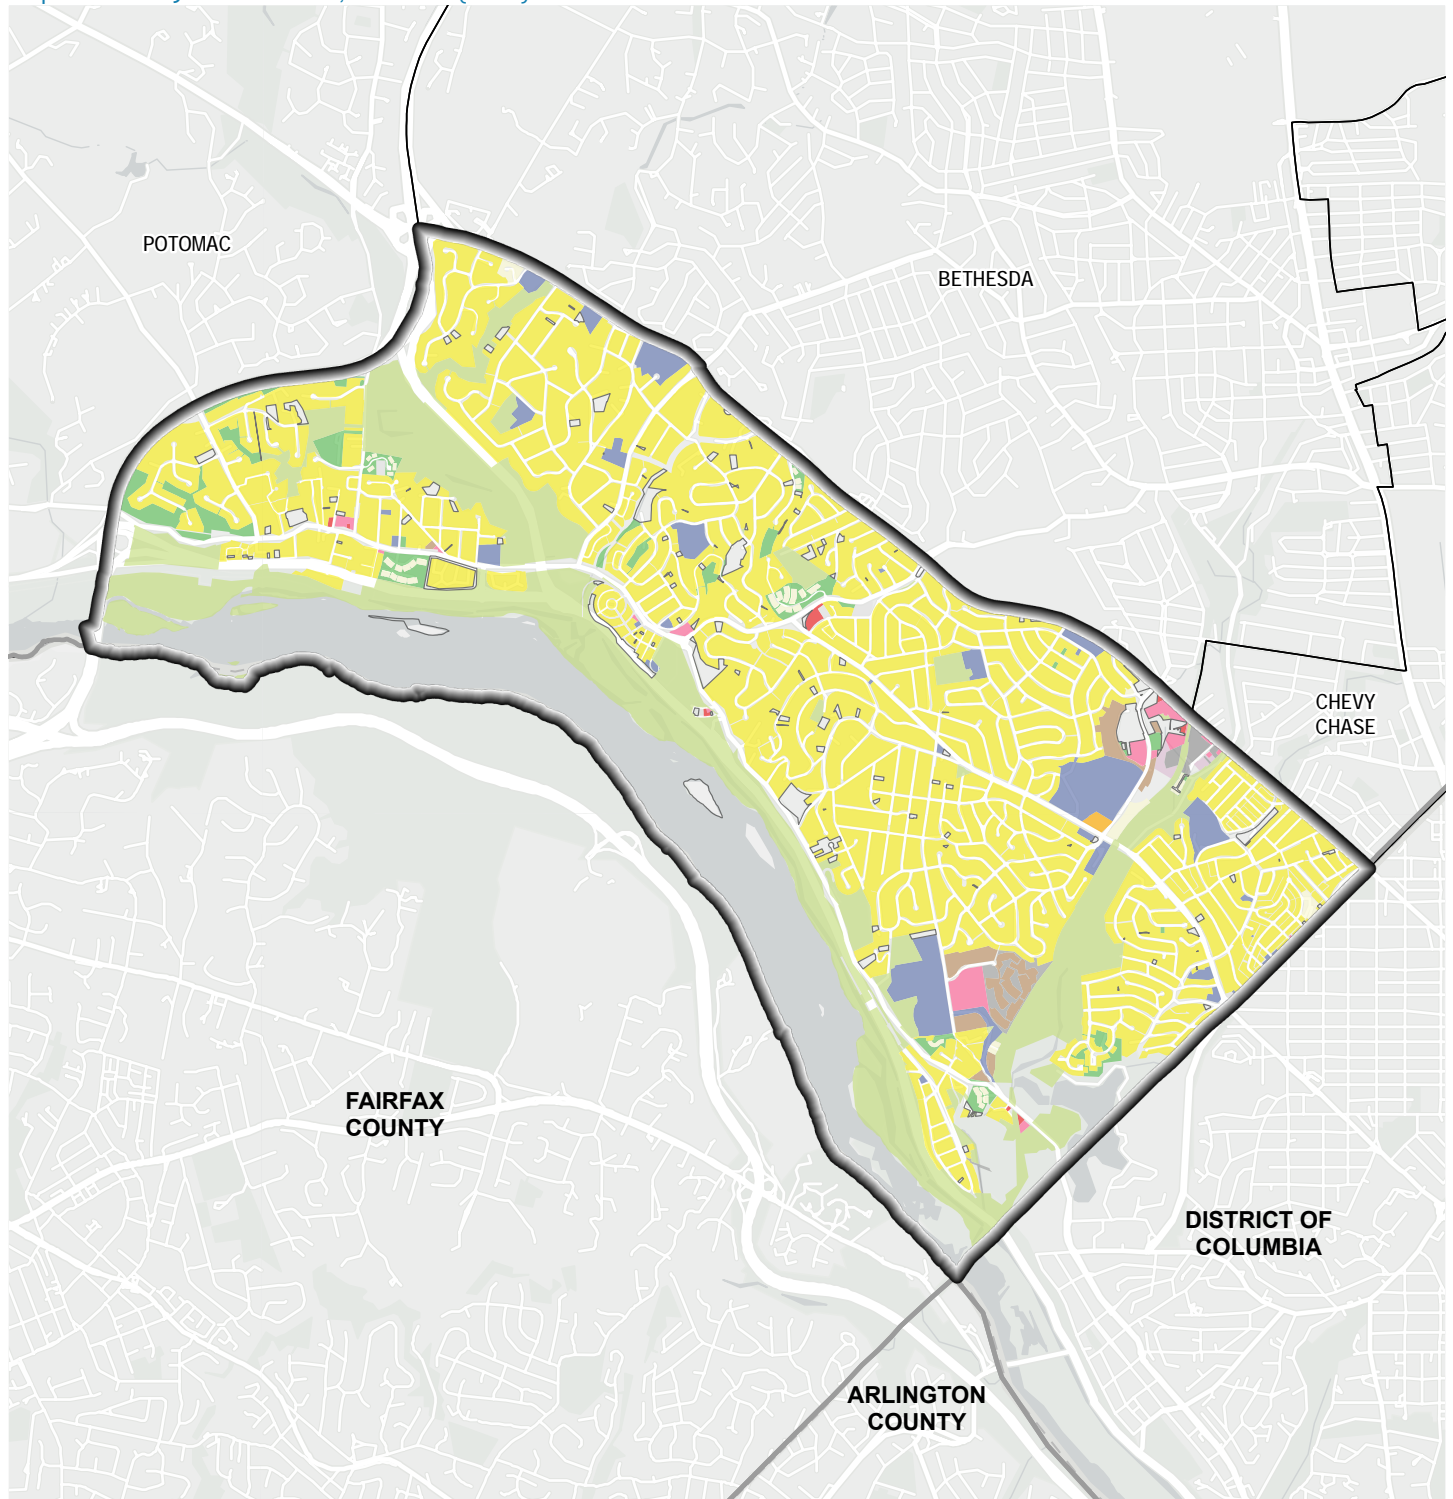 POTOMAC
BETHESDA
CHEVY
CHASE
FAIRFAX
COUNTY
DISTRICT OF
COLUMBIA
ARLINGTON
COUNTY